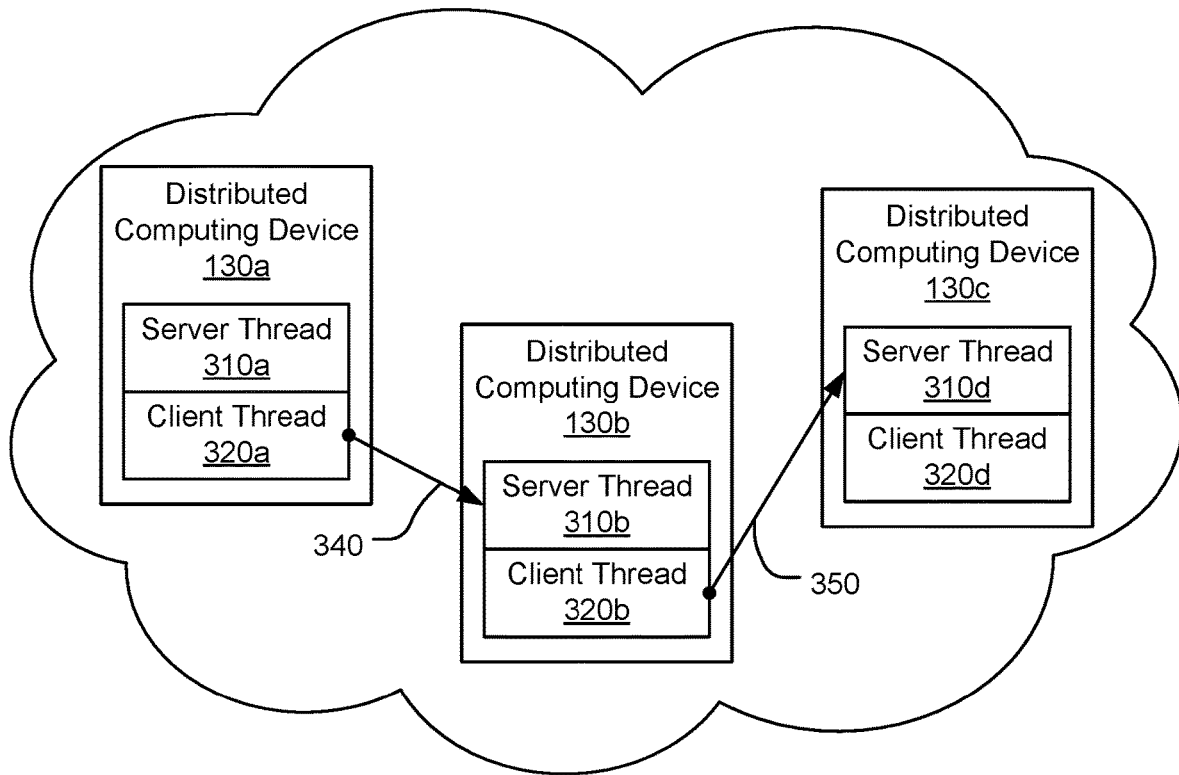 Distributed
Computing Device
130a
Server Thread
310a
Client Thread
320a
340
Distributed
Computing Device
130b
Server Thread
310b
Client Thread
320b
350
Distributed
Computing Device
130c
Server Thread
310d
Client Thread
320d